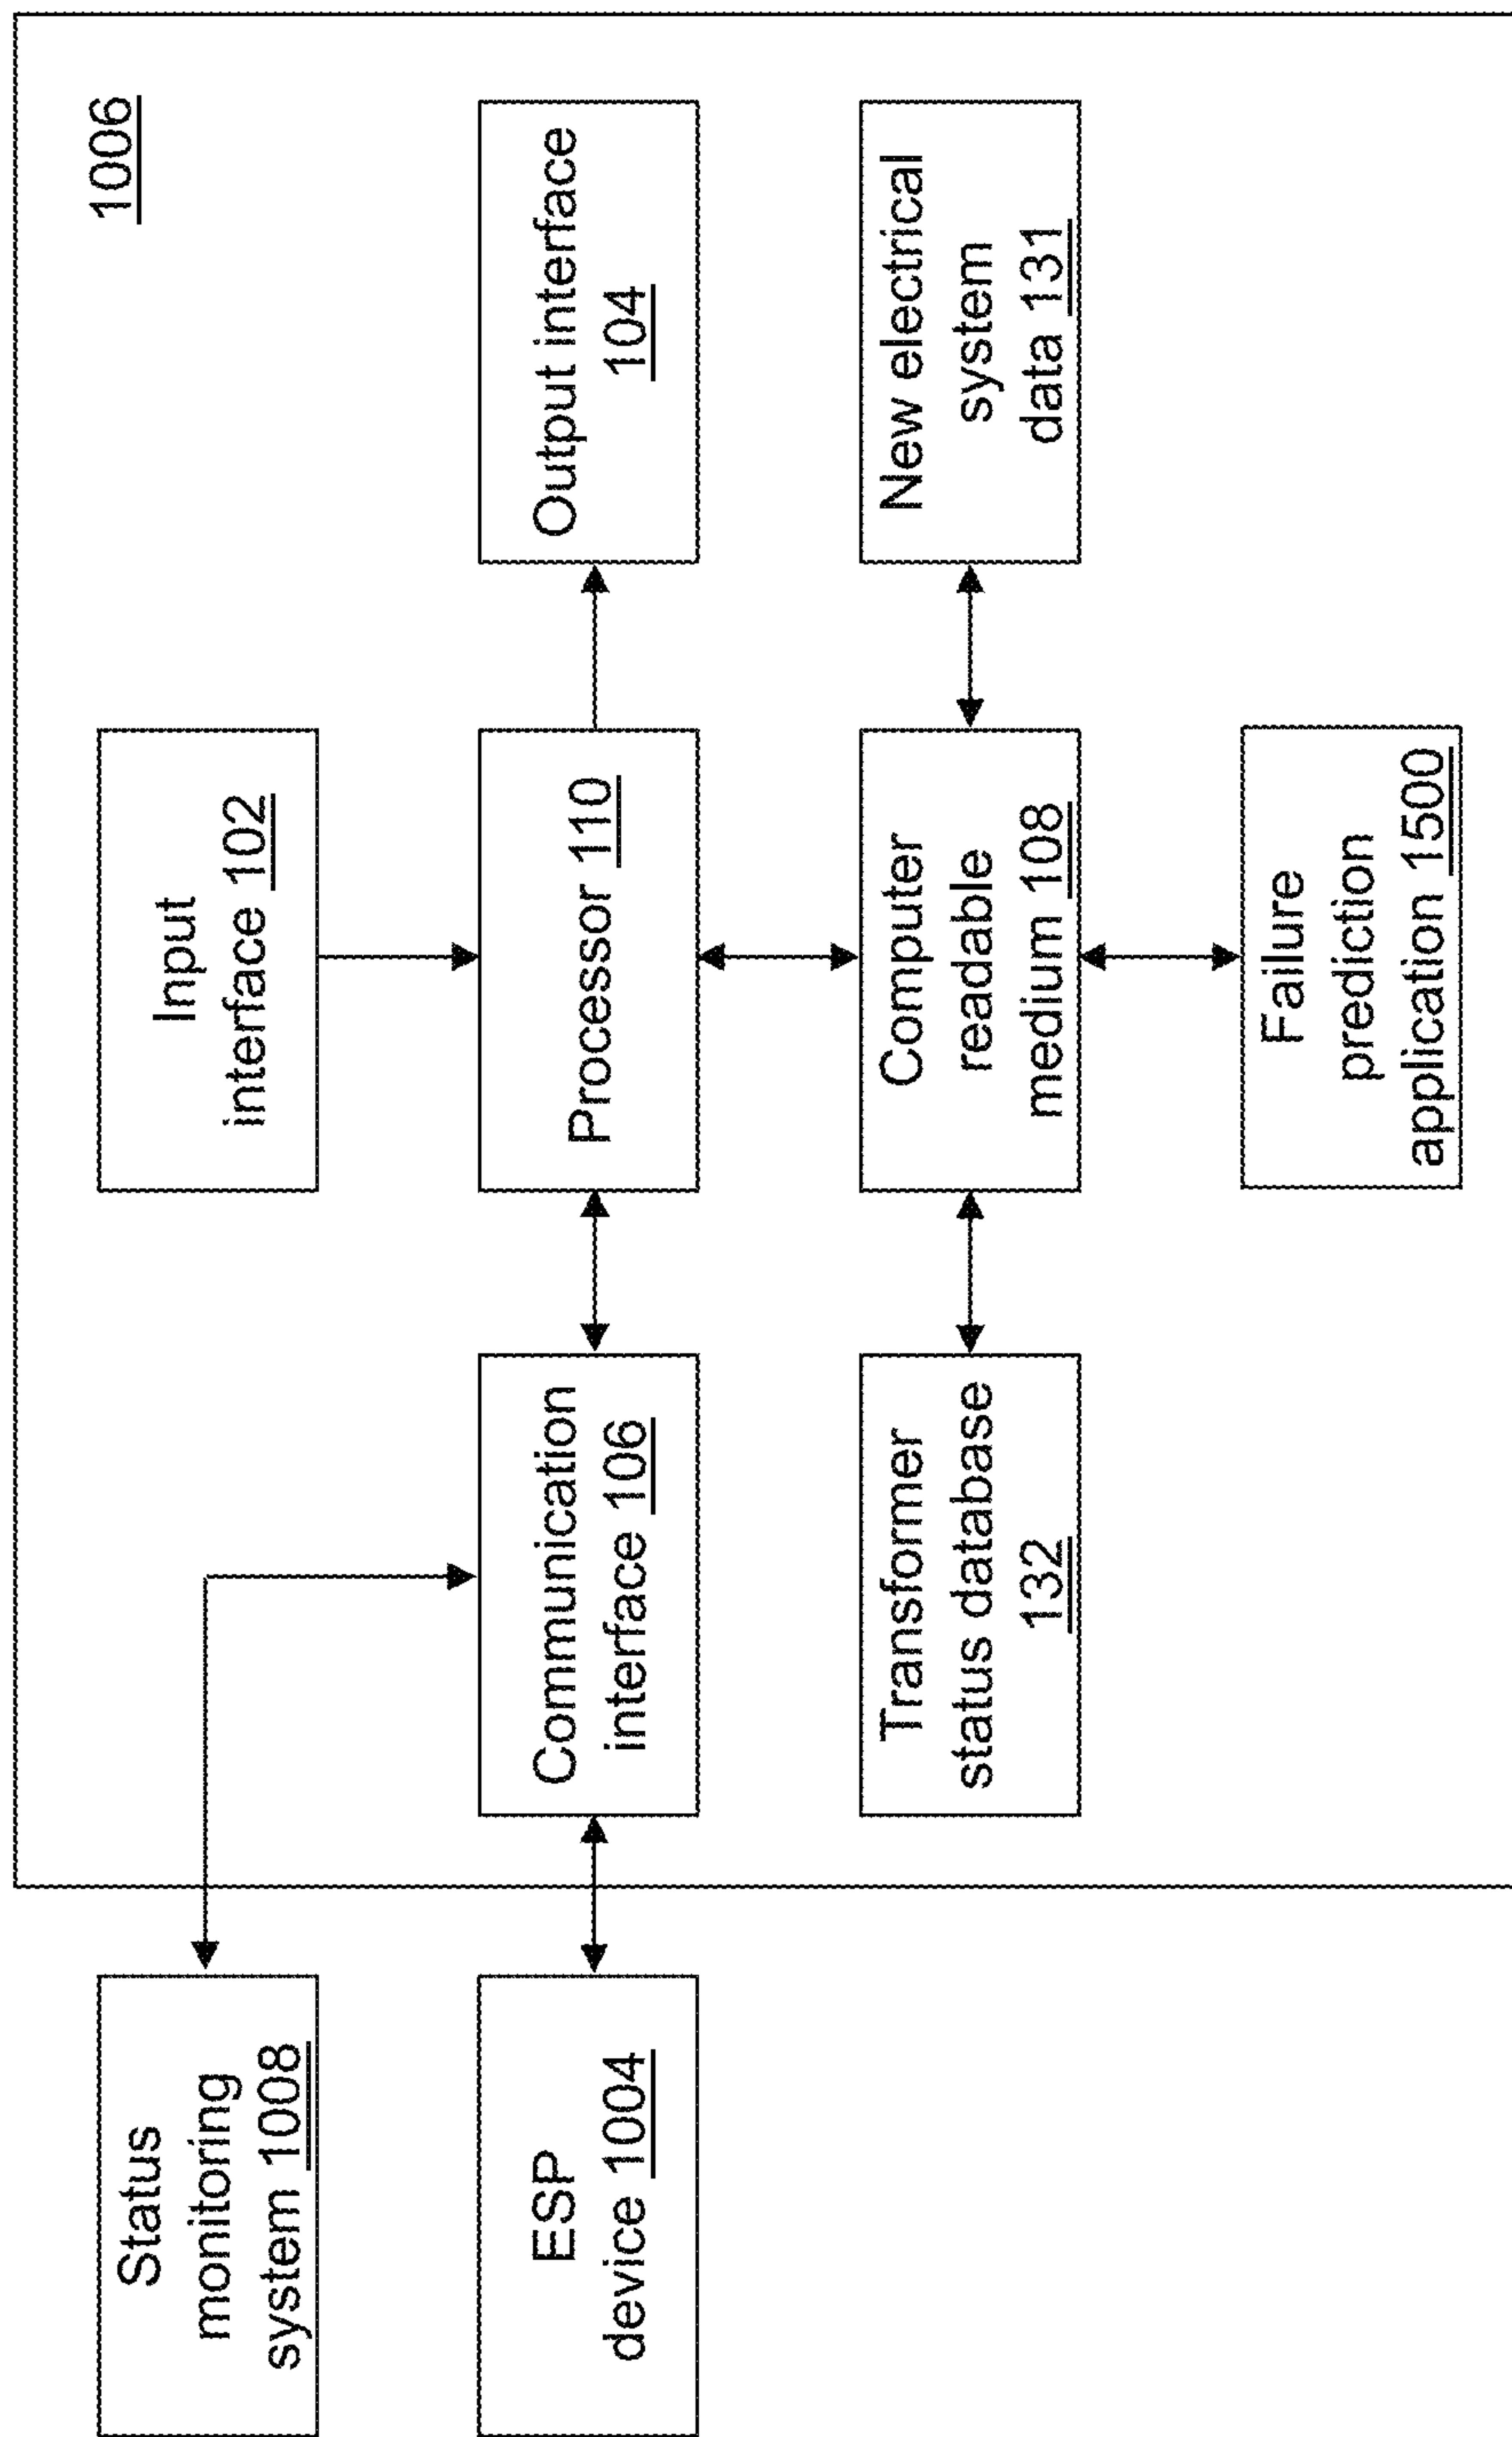 1006
Status
monitoring
system 1008
Input
interface 102
ESP
device 1004
Communication
interface 106
Processor 110
Output interface
104
Transformer
status database
132
Computer
readable
medium 108
New electrical
system
data 131
Failure
prediction
application 1500